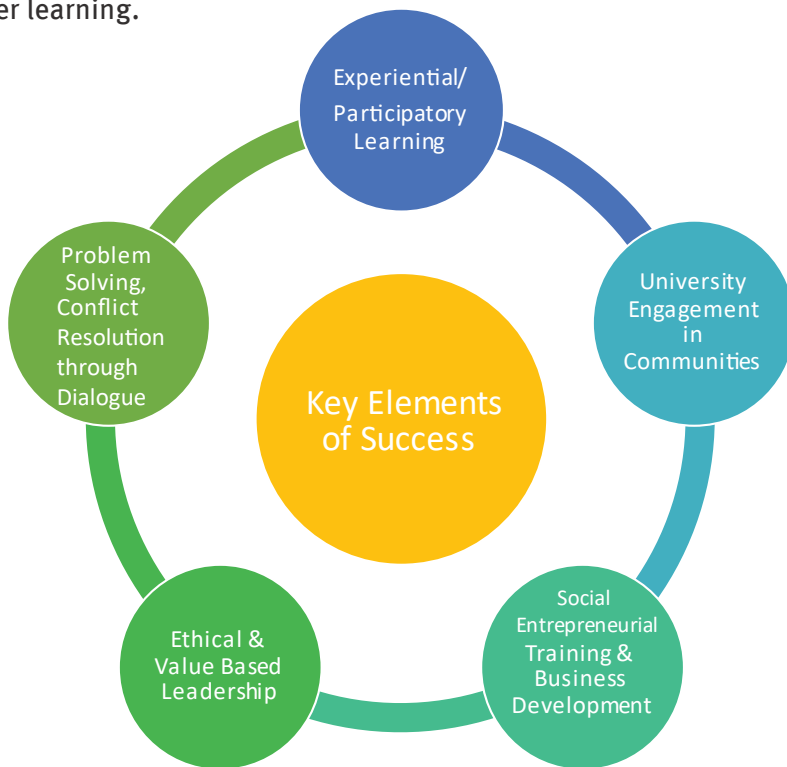 er learning.
Experiential/
Participatory
Learning
University
Engagement
in
Communities
Social
Entrepreneurial
Training &
Business
Development
Ethical &
Value Based
Leadership
Problem
Solving,
Conflict
Resolution
through
Dialogue
Key Elements
of Success